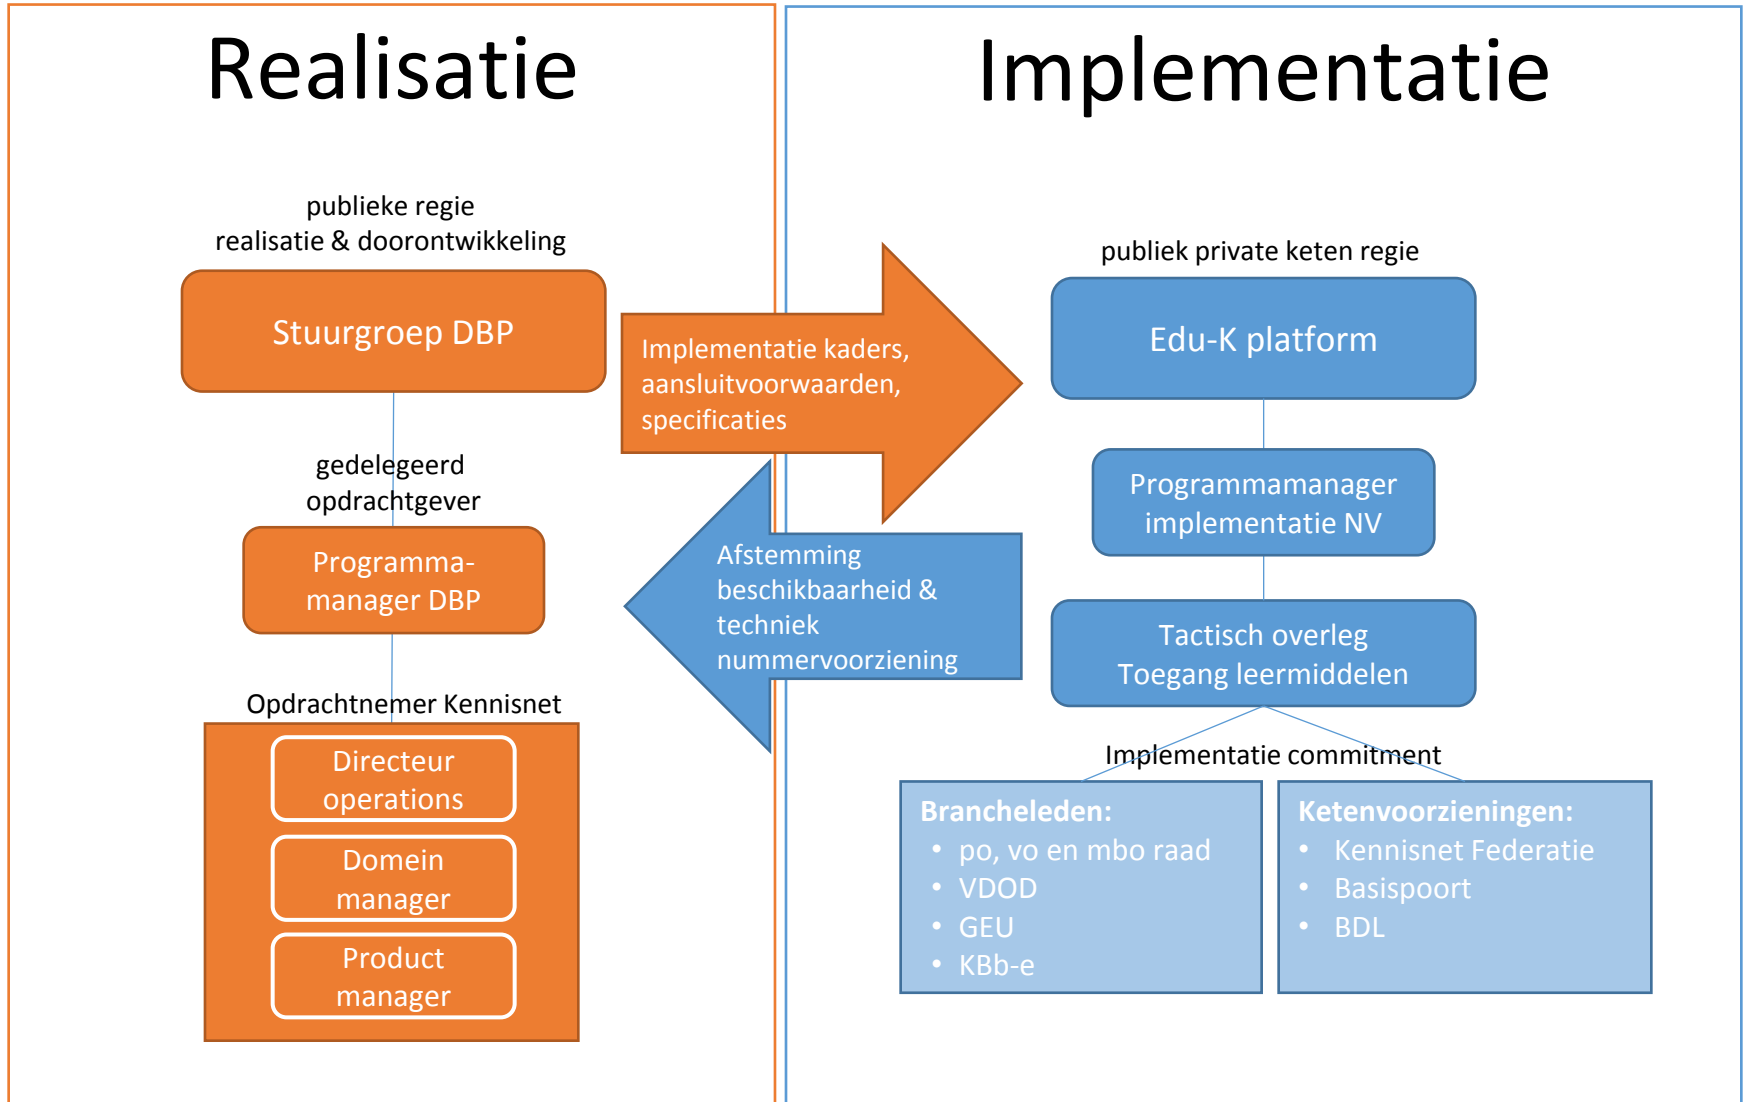 Realisatie
publieke regie
realisatie & doorontwikkeling
Stuurgroep DBP
gedelegeerd
opdrachtgever
Programma-
manager DBP
Opdrachtnemer Kennisnet
Directeur
operations
Domein
manager
Product
manager
Implementatie kaders,
aansluitvoorwaarden,
specificaties
Afstemming
beschikbaarheid &
techniek
nummervoorziening
Implementatie
publiek private keten regie
Edu-K platform
Programmamanager
implementatie NV
Tactisch overleg
Toegang leermiddelen
Implementatie commitment
Brancheleden:
• po, vo en mbo raad
• VDOD
• GEU
• KBb-e
Ketenvoorzieningen:
• Kennisnet Federatie
• Basispoort
• BDL